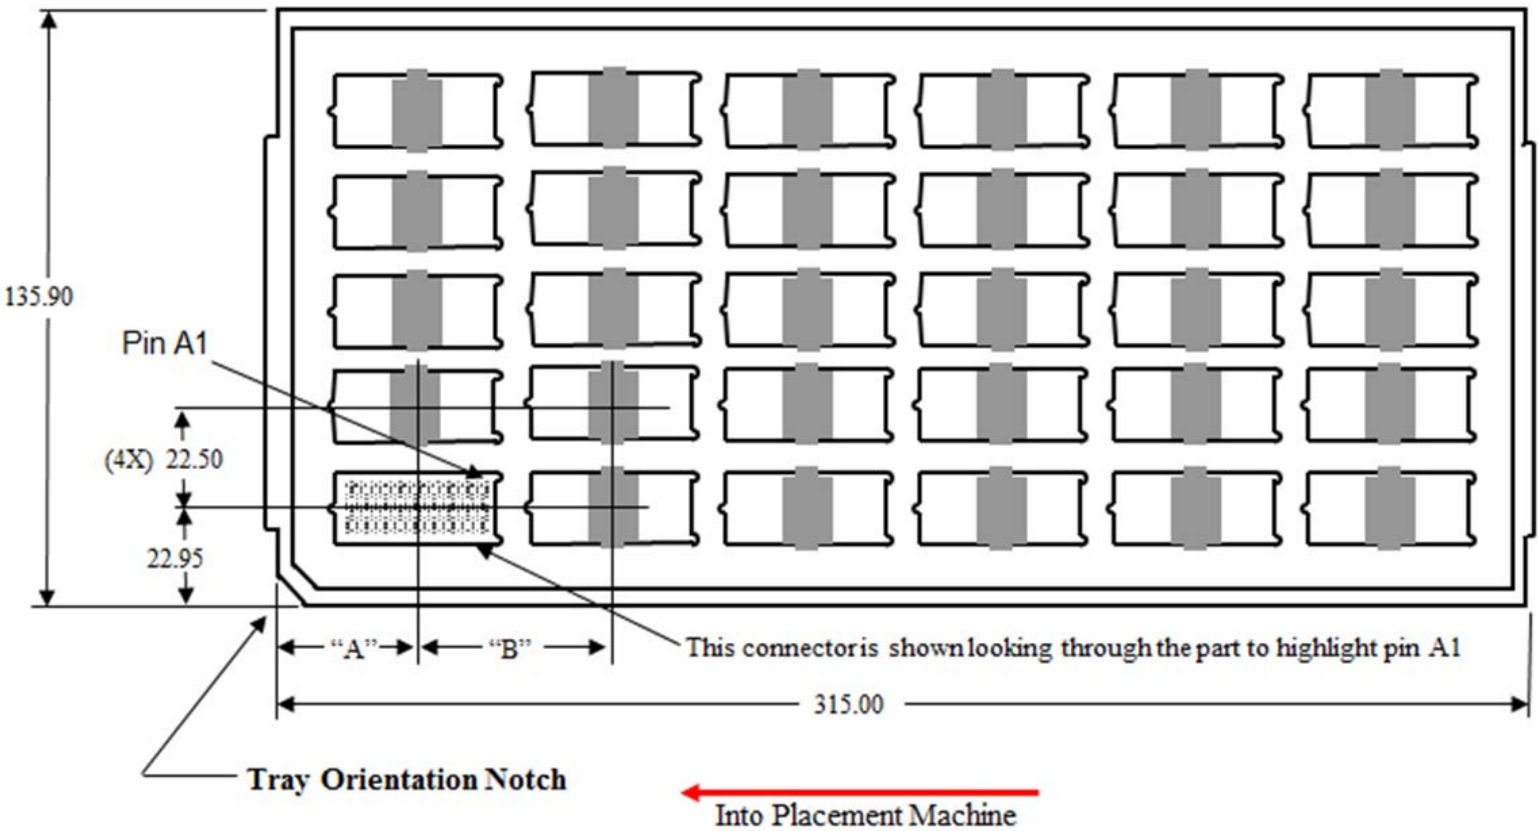 135.90
Pin A1
(4X) 22.50
22.95
“A”
“B”
This connector is shown looking through the part to highlight pin A1
315.00
Tray Orientation Notch
Into Placement Machine